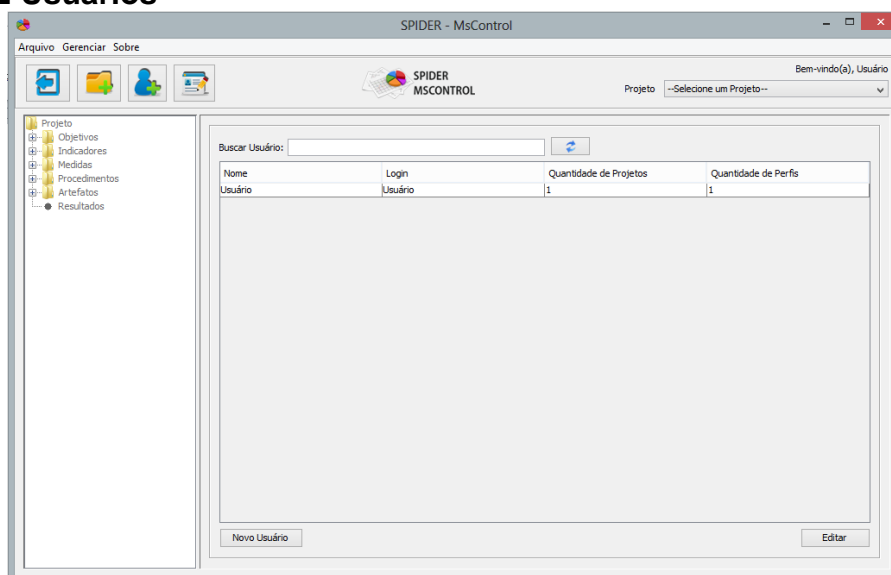 Usuários
SPIDER - MsControl
Arquivo Gerenciar Sobre
Bem-vindo(a), Usuário
SPIDER
MSCONTROL
Projeto --Selecione um Projeto--
Projeto
Objetivos
Indicadores
Medidas
Procedimentos
Artefatos
Resultados
Buscar Usuário:
Nome Login Quantidade de Projetos Quantidade de Perfis
Usuário Usuário 1 1
Novo Usuário Editar